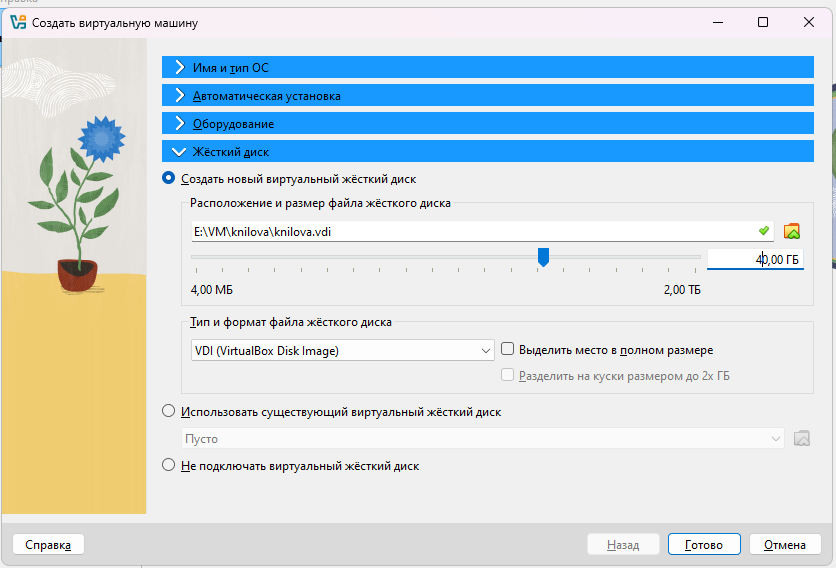 Создать виртуальную машину
Имя и тип ОС
Автоматическая установка
Оборудование
Жёсткий диск
Создать новый виртуальный жёсткий диск
Расположение и размер файла жёсткого диска
E:\VM\knilova\knilova.vdi
40,00 ГБ
4,00 МБ 2,00 ТБ
Тип и формат файла жёсткого диска
VDI (VirtualBox Disk Image) Выделить место в полном размере
Разделить на куски размером до 2х ГБ
Использовать существующий виртуальный жёсткий диск
Пусто
Не подключать виртуальный жёсткий диск
Справка Назад Готово Отмена